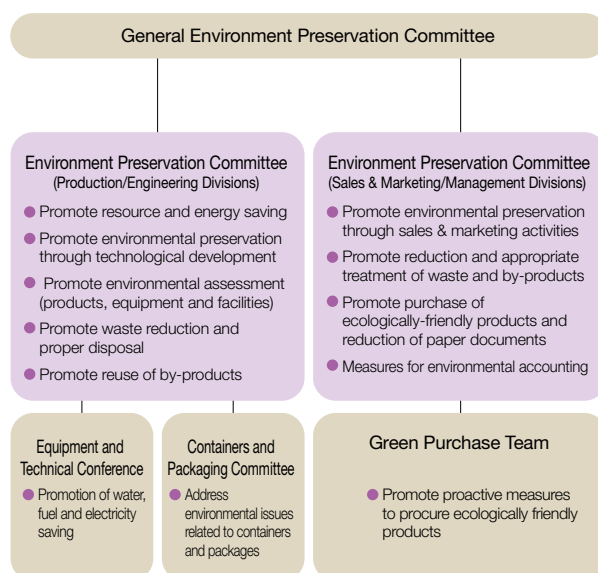 General Environment Preservation Committee
Environment Preservation Committee
(Production/Engineering Divisions)
● Promote resource and energy saving
● Promote environmental preservation
through technological development
● Promote environmental assessment
(products, equipment and facilities)
● Promote waste reduction and
proper disposal
● Promote reuse of by-products
Environment Preservation Committee
(Sales & Marketing/Management Divisions)
● Promote environmental preservation
through sales & marketing activities
● Promote reduction and appropriate
treatment of waste and by-products
● Promote purchase of
ecologically-friendly products and
reduction of paper documents
● Measures for environmental accounting
Equipment and
Technical Conference
● Promotion of water,
fuel and electricity
saving
Containers and
Packaging Committee
● Address
environmental issues
related to containers
and packages
Green Purchase Team
● Promote proactive measures
to procure ecologically friendly
products